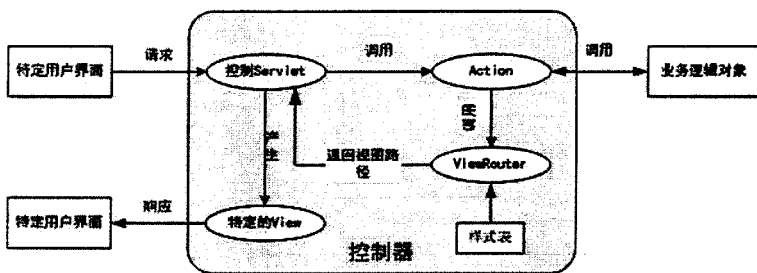 特定用户界面
请求
控制Servlet
调用
Action
调用
业务逻辑对象
产生
返回视图路
径
ViewRouter
特定用户界面
响应
特定的View
样式表
控制器